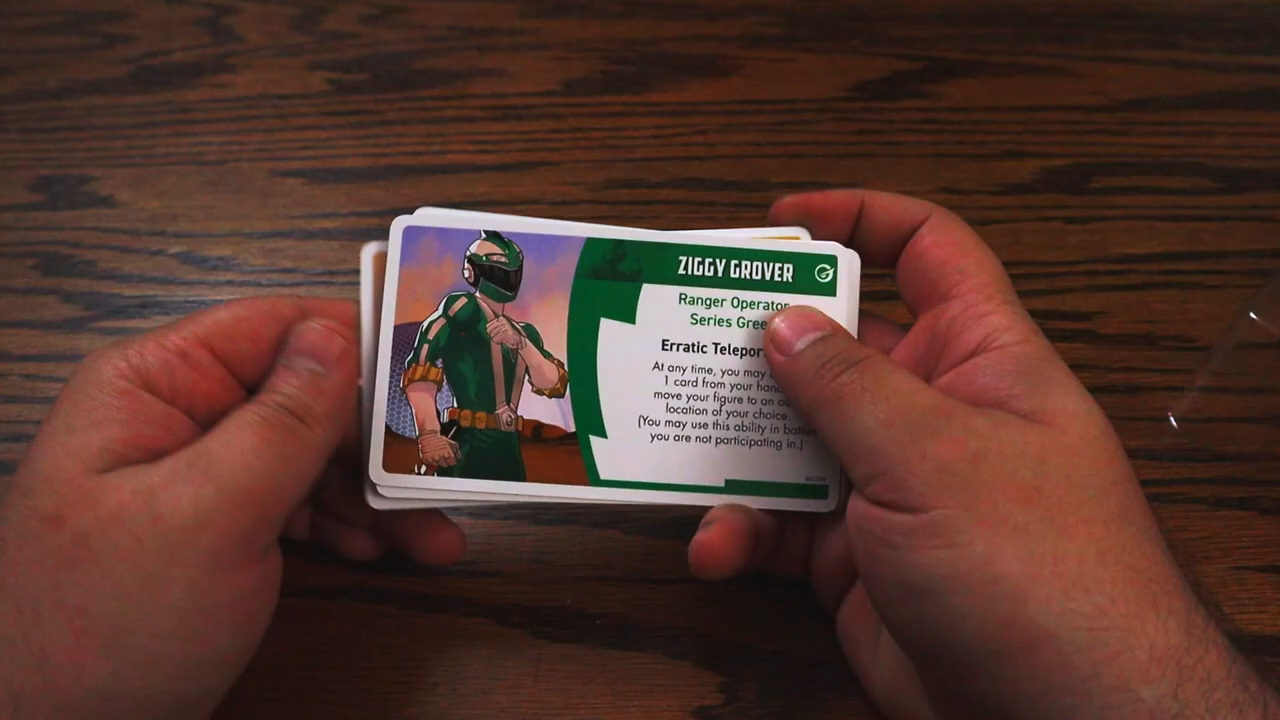 ZIGGY GROVER
Ranger Operator
Series Gree
Erratic Telepor
At any time, you may
1 card from your hand
move your figure to an
location of your choice.
(You may use this ability in battles
you are not participating in.)